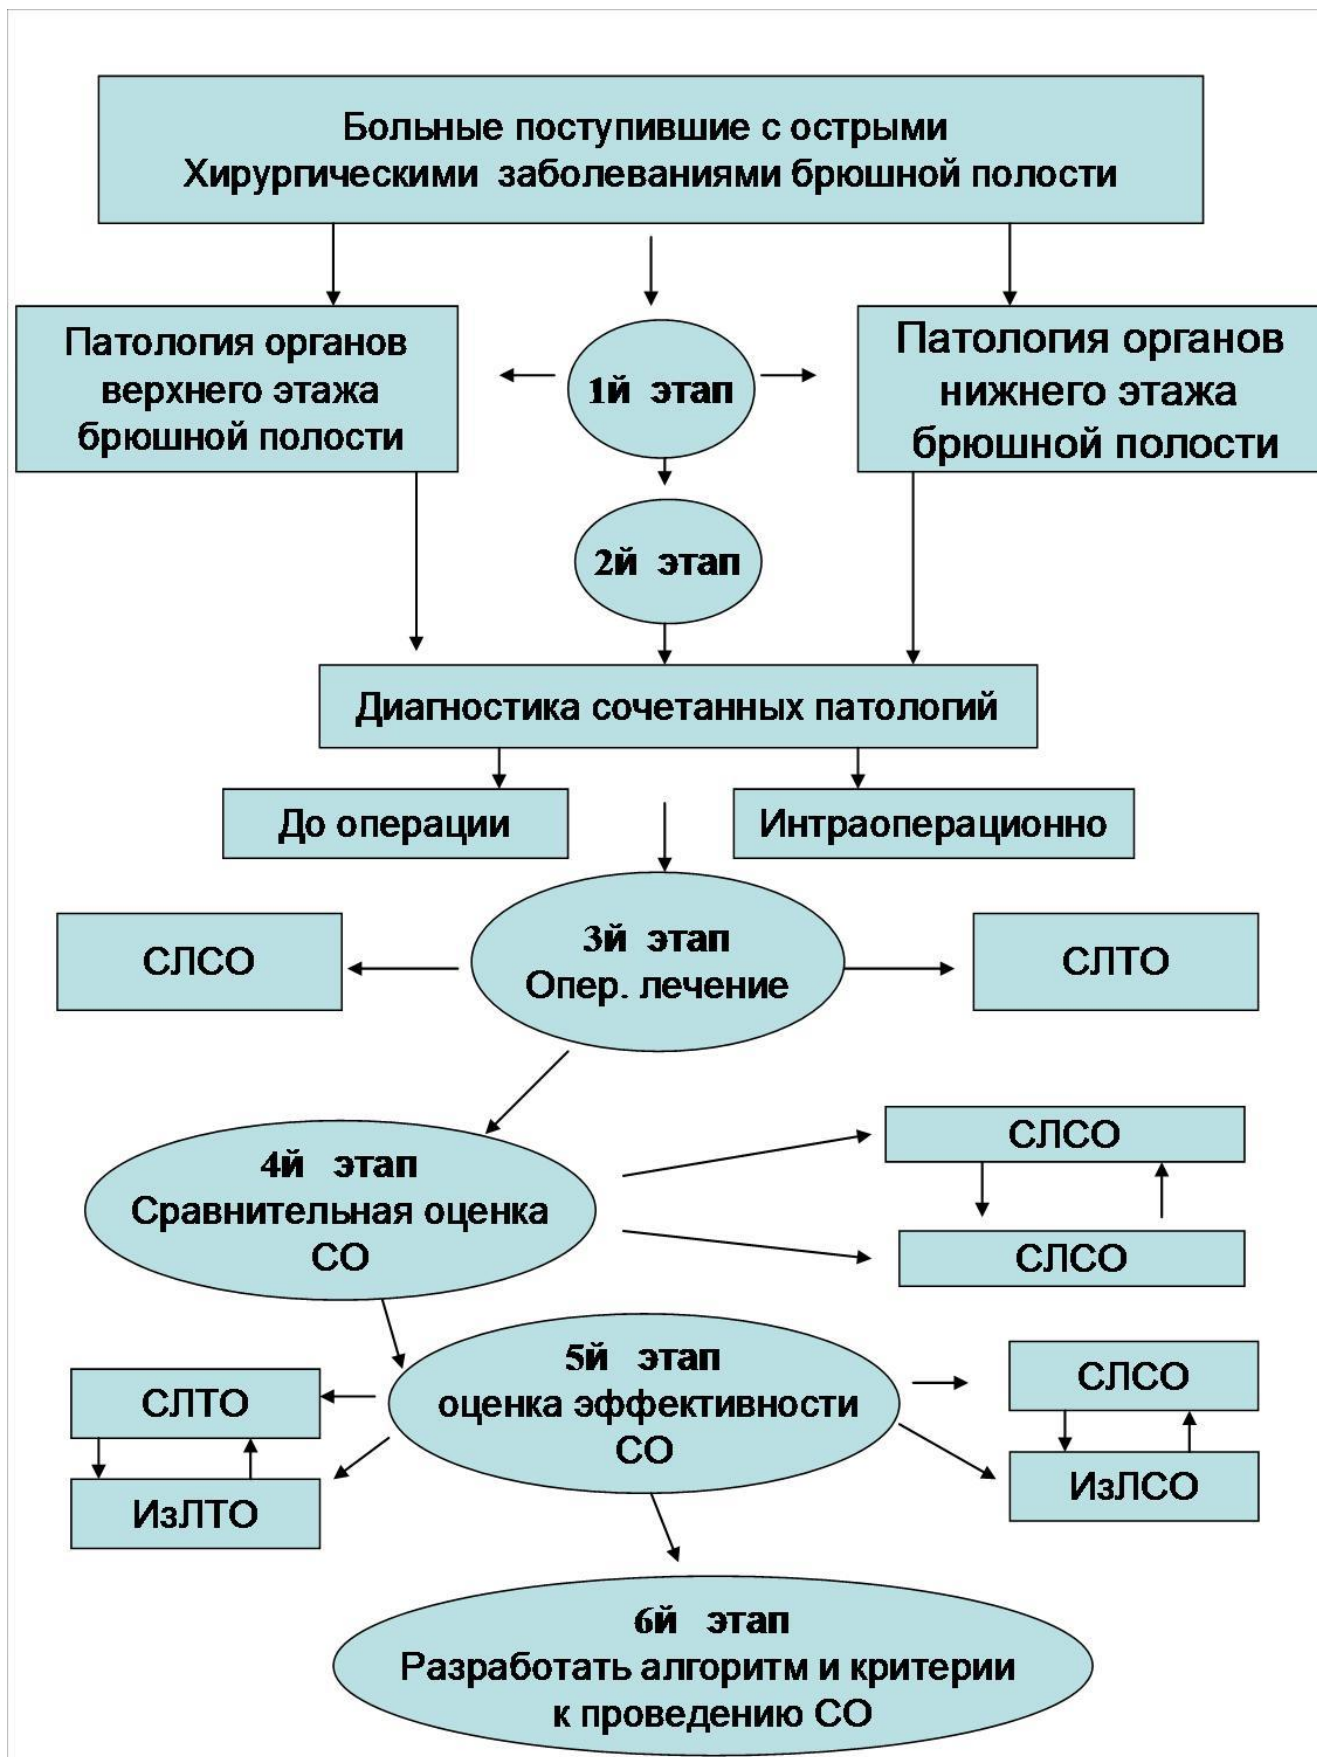 Больные поступившие с острыми
Хирургическими заболеваниями брюшной полости
Патология органов
верхнего этажа
брюшной полости
1й этап
Патология органов
нижнего этажа
брюшной полости
2й этап
Диагностика сочетанных патологий
До операции
Интраоперационно
СЛСО
3й этап
Опер. лечение
СЛТО
4й этап
Сравнительная оценка
СО
СЛСО
СЛСО
5й этап
оценка эффективности
СО
СЛТО
ИзЛТО
СЛСО
ИзЛСО
6й этап
Разработать алгоритм и критерии
к проведению СО